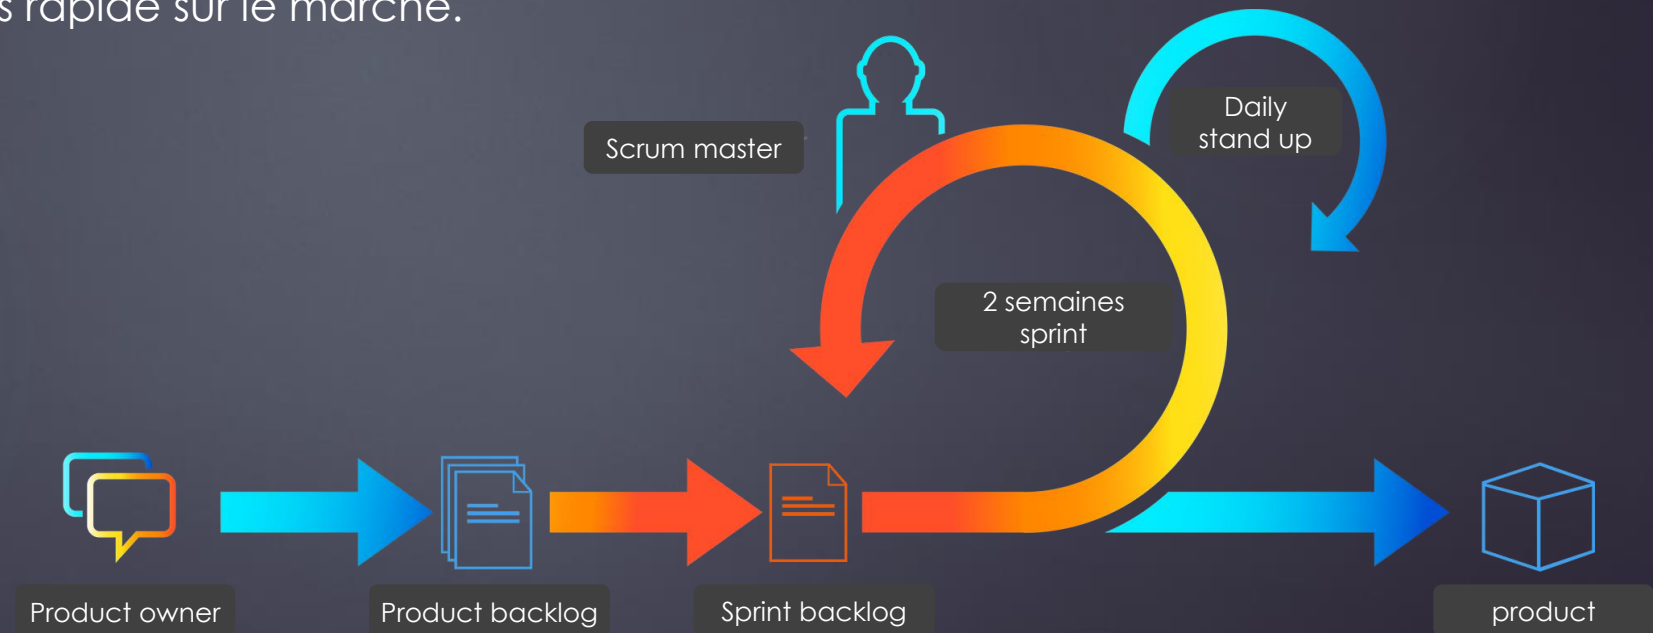 rapide sur le marché.
Daily
stand up
Scrum master
2 semaines
sprint
Product owner
Product backlog
Sprint backlog
product